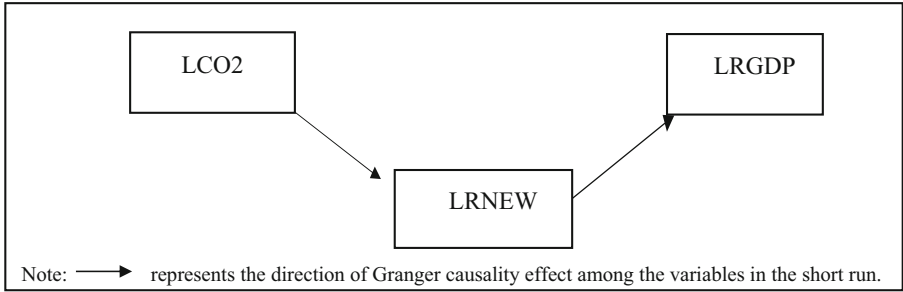 LCO2
LRGDP
LRNEW
Note: represents the direction of Granger causality effect among the variables in the short run.